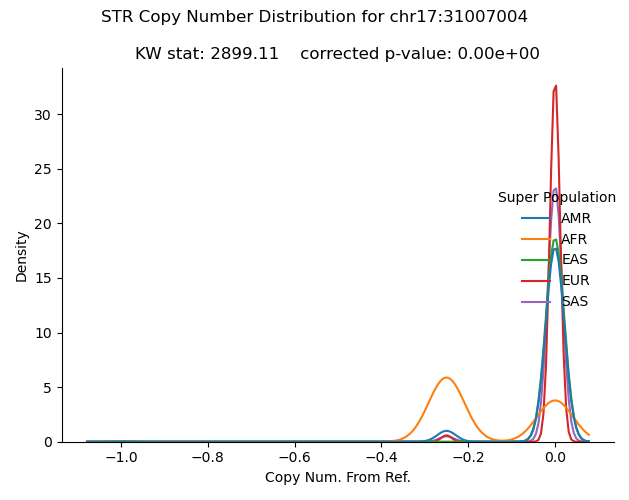 STR Copy Number Distribution for chr17:31007004
KW stat: 2899.11    corrected p-value: 0.00e+00
30
25
20
15
10
5
0
Density
Super Population
AMR
AFR
EAS
EUR
SAS
−1.0
−0.8
−0.6
−0.4
−0.2
0.0
Copy Num. From Ref.